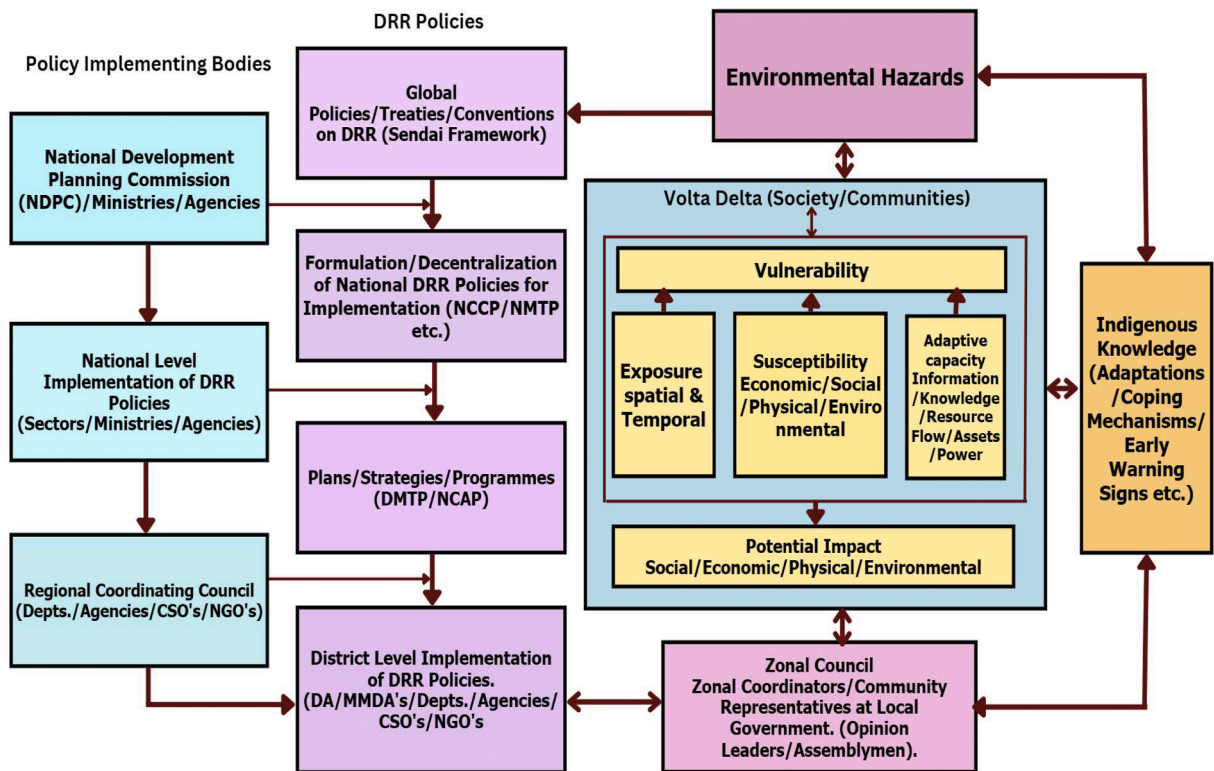 DRR Policies
Policy Implementing Bodies
Global
Policies/Treaties/Conventions
on DRR (Sendai Framework)
Environmental Hazards
National Development
Planning Commission
(NDPC)/Ministries/Agencies
Formulation/Decentralization
of National DRR Policies for
Implementation (NCCP/NMTP
etc.)
National Level
Implementation of DRR
Policies
(Sectors/Ministries/Agencies)
Plans/Strategies/Programmes
(DMTP/NCAP)
Regional Coordinating Council
(Depts./Agencies/CSO's/NGO's)
District Level Implementation
of DRR Policies.
(DA/MMDA's/Depts./Agencies/
CSO's/NGO's
Volta Delta (Society/Communities)
Vulnerability
Exposure
spatial &
Temporal
Susceptibility
Economic/Social
/Physical/Enviro
nmental
Adaptive
capacity
Information
/Knowledge
/Resource
Flow/Assets
/Power
Potential Impact
Social/Economic/Physical/Environmental
Indigenous
Knowledge
(Adaptations
/Coping
Mechanisms/
Early
Warning
Signs etc.)
Zonal Council
Zonal Coordinators/Community
Representatives at Local
Government. (Opinion
Leaders/Assemblymen).